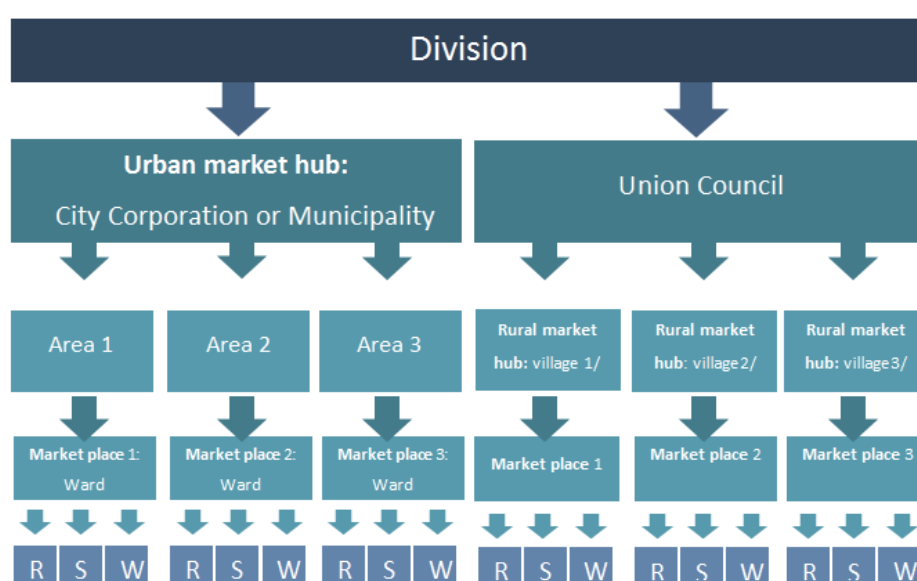 Division
Urban market hub:
City Corporation or Municipality
Union Council
Area 1
Area 2
Area 3
Rural market
hub: village 1/
Rural market
hub: village2/
Rural market
hub: village3/
Market place 1:
Ward
Market place 2:
Ward
Market place 3:
Ward
Market place 1
Market place 2
Market place 3
R S W
R S W
R S W
R S W
R S W
R S W